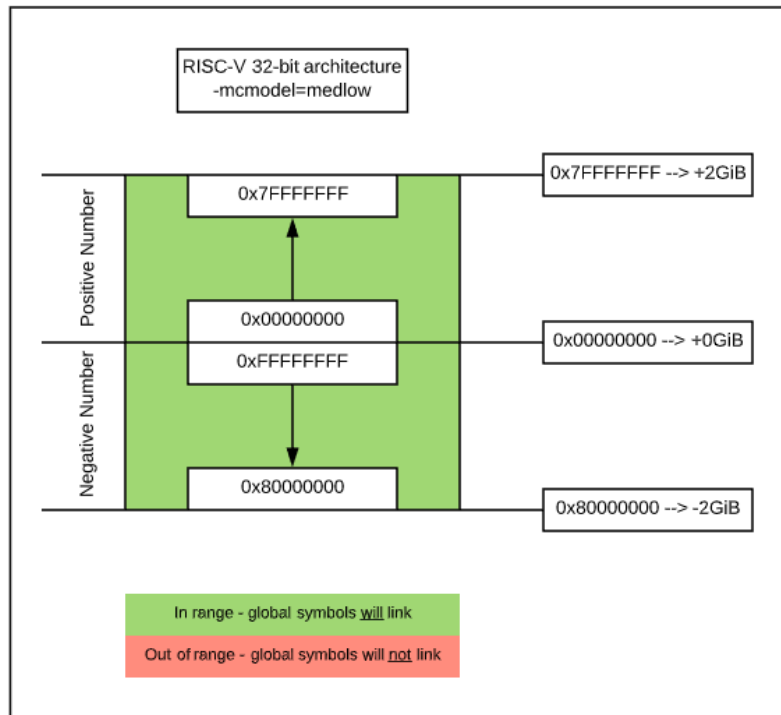 RISC-V 32-bit architecture
-mcmodel=medlow
0x7FFFFFFF --> +2GiB
0x7FFFFFFF
Positive Number
0x00000000
0x00000000 --> +0GiB
0xFFFFFFFF
Negative Number
0x80000000
0x80000000 --> -2GiB
In range - global symbols will link
Out of range - global symbols will not link